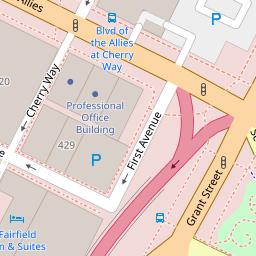 Allies
Blvd of
the Allies
at Cherry
Way
P
20
Cherry Way
Professional
Office
Building
429
P
First Avenue
Grant Street
Fairfield
n & Suites